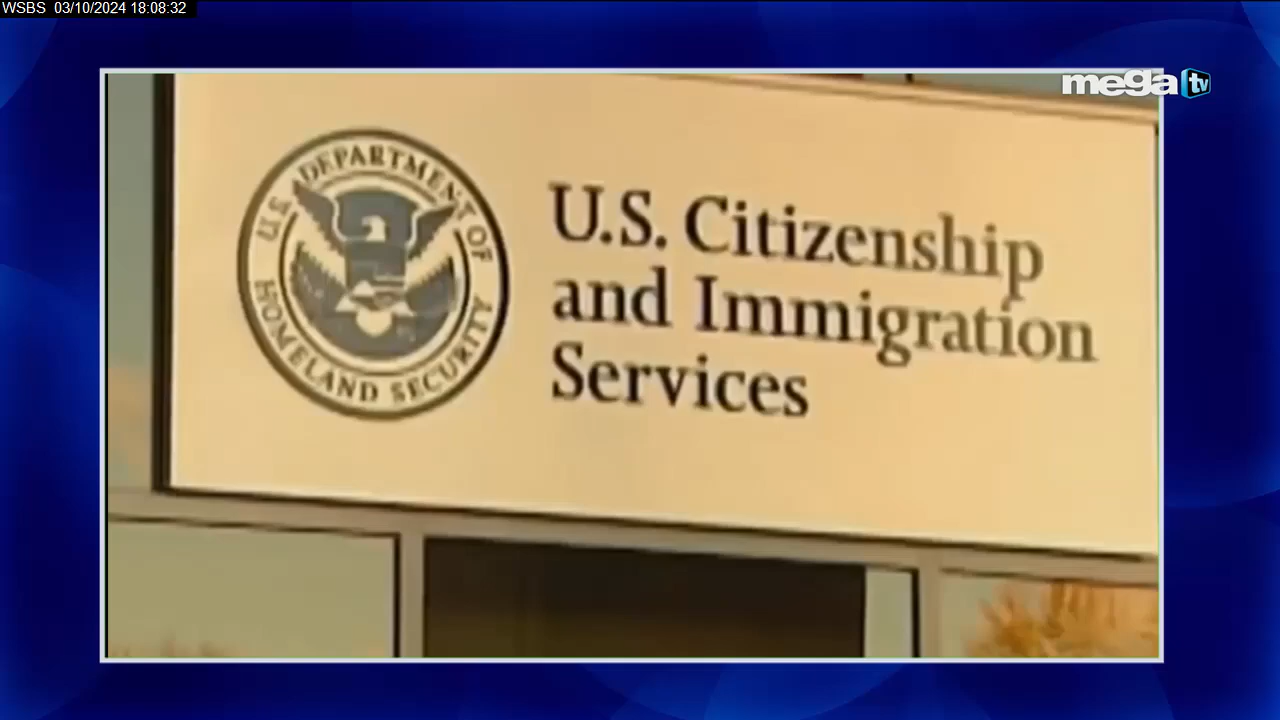 WSBS 03/10/2024 18:08:32
mega tv
U.S. DEPARTMENT OF
HOMELAND SECURITY
U.S. Citizenship
and Immigration
Services